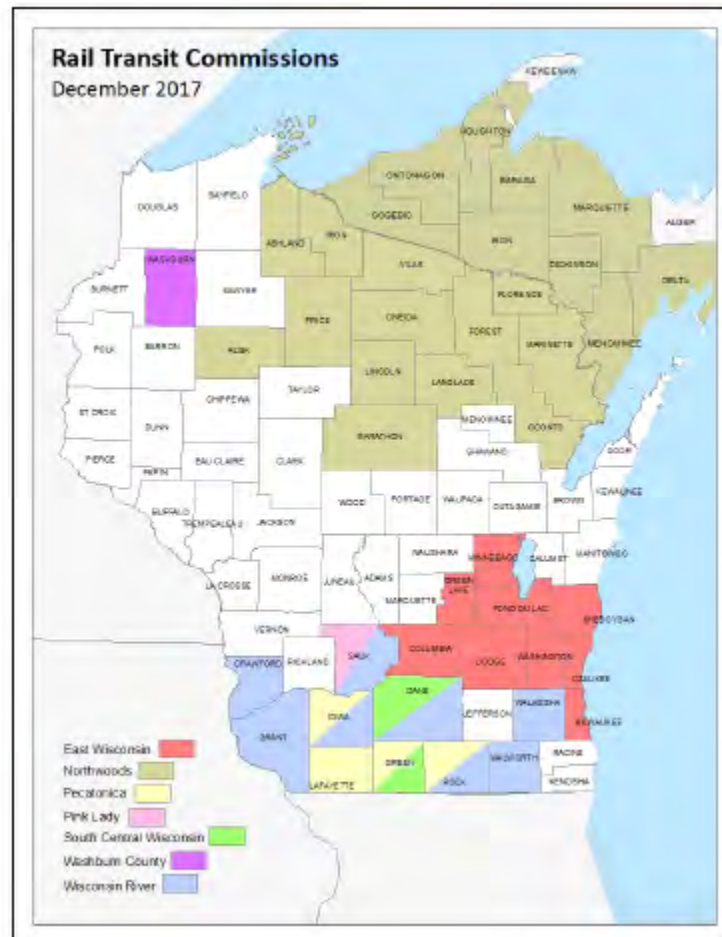 Rail Transit Commissions
December 2017
KEWEENAW
HOUGHTON
ONTONAGON
BARAGA
GOGEBIC
MARQUETTE
ALGER
BAYFIELD
DOUGLAS
ASHLAND
IRON
IRON
DICKINSON
DELTA
WASHBURN
VILAS
BURNETT
SAWYER
FLORENCE
PRICE
ONEIDA
FOREST
MARINETTE
MENOMINEE
POLK
BARRON
RUSK
LINCOLN
LANGLADE
TAYLOR
CHIPPEWA
OCONTO
ST CROIX
DUNN
MENOMINEE
MARATHON
SHAWANO
DOOR
PIERCE
PEPIN
EAU CLAIRE
CLARK
KEWAUNEE
BUFFALO
TREMPEALEAU
JACKSON
WOOD
PORTAGE
WAUPACA
OUTAGAMIE
BROWN
WAUSHARA
WINNEBAGO
CALUMET
MANITOWOC
LA CROSSE
MONROE
JUNEAU
ADAMS
MARQUETTE
GREEN
LAKE
FOND DU LAC
SHEBOYGAN
VERNON
RICHLAND
SAUK
COLUMBIA
DODGE
WASHINGTON
OZAUKEE
CRAWFORD
DANE
IOWA
JEFFERSON
WAUKESHA
MILWAUKEE
GRANT
LAFAYETTE
GREEN
ROCK
WALWORTH
RACINE
KENOSHA
East Wisconsin
Northwoods
Pecatonica
Pink Lady
South Central Wisconsin
Washburn County
Wisconsin River